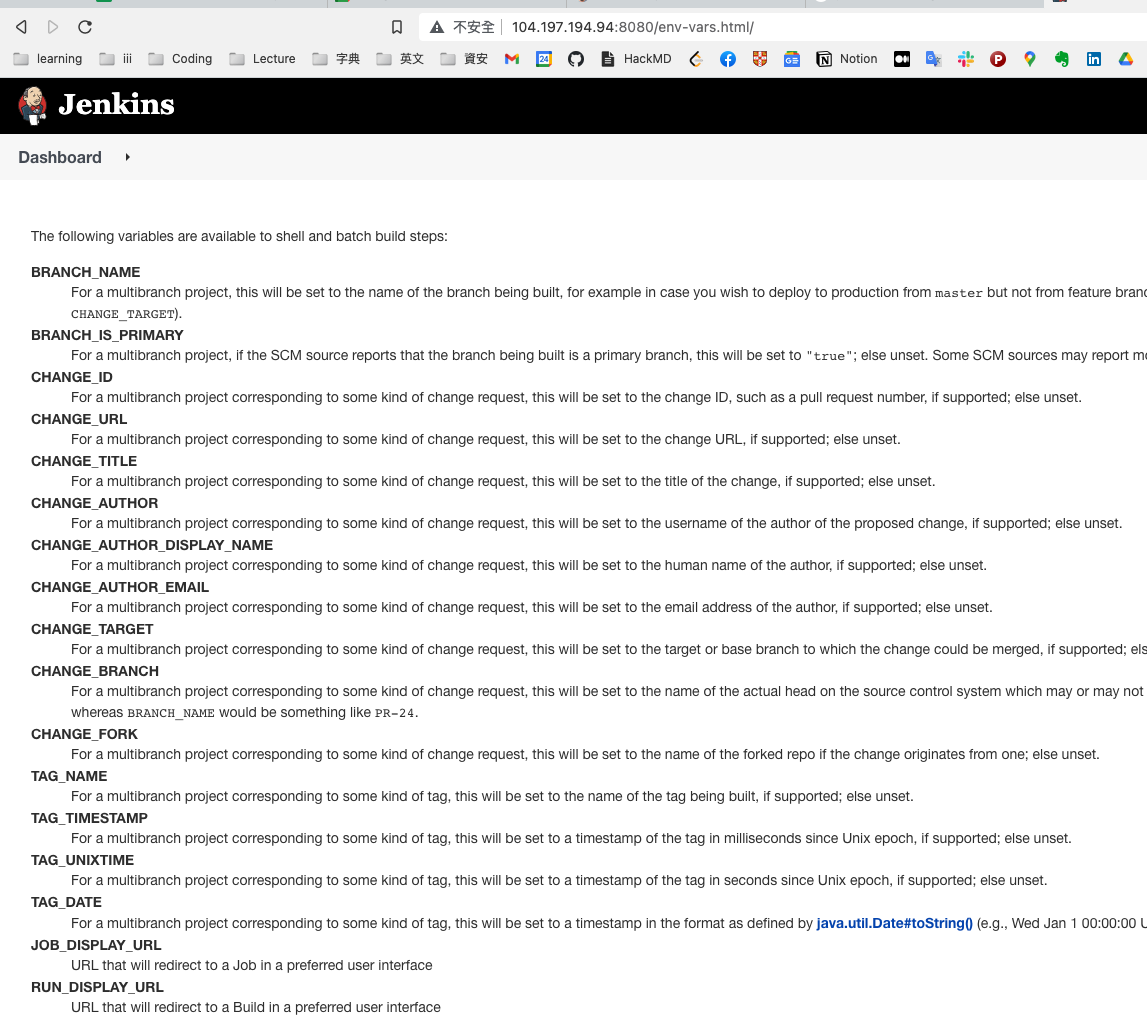 不安全 104.197.194.94:8080/env-vars.html/
learning iii Coding Lecture 字典 英文 資安 24 HackMD Notion
Jenkins
Dashboard
The following variables are available to shell and batch build steps:
BRANCH_NAME
For a multibranch project, this will be set to the name of the branch being built, for example in case you wish to deploy to production from master but not from feature
CHANGE_TARGET).
BRANCH_IS_PRIMARY
For a multibranch project, if the SCM source reports that the branch being built is a primary branch, this will be set to "true"; else unset. Some SCM sources may report
CHANGE_ID
For a multibranch project corresponding to some kind of change request, this will be set to the change ID, such as a pull request number, if supported; else unset.
CHANGE_URL
For a multibranch project corresponding to some kind of change request, this will be set to the change URL, if supported; else unset.
CHANGE_TITLE
For a multibranch project corresponding to some kind of change request, this will be set to the title of the change, if supported; else unset.
CHANGE_AUTHOR
For a multibranch project corresponding to some kind of change request, this will be set to the username of the author of the proposed change, if supported; else unset.
CHANGE_AUTHOR_DISPLAY_NAME
For a multibranch project corresponding to some kind of change request, this will be set to the human name of the author, if supported; else unset.
CHANGE_AUTHOR_EMAIL
For a multibranch project corresponding to some kind of change request, this will be set to the email address of the author, if supported; else unset.
CHANGE_TARGET
For a multibranch project corresponding to some kind of change request, this will be set to the target or base branch to which the change could be merged, if supported;
CHANGE_BRANCH
For a multibranch project corresponding to some kind of change request, this will be set to the name of the actual head on the source control system which may or may not
whereas BRANCH_NAME would be something like PR-24.
CHANGE_FORK
For a multibranch project corresponding to some kind of change request, this will be set to the name of the forked repo if the change originates from one; else unset.
TAG_NAME
For a multibranch project corresponding to some kind of tag, this will be set to the name of the tag being built, if supported; else unset.
TAG_TIMESTAMP
For a multibranch project corresponding to some kind of tag, this will be set to a timestamp of the tag in milliseconds since Unix epoch, if supported; else unset.
TAG_UNIXTIME
For a multibranch project corresponding to some kind of tag, this will be set to a timestamp of the tag in seconds since Unix epoch, if supported; else unset.
TAG_DATE
For a multibranch project corresponding to some kind of tag, this will be set to a timestamp in the format as defined by java.util.Date#toString() (e.g., Wed Jan 1 00:00:00
JOB_DISPLAY_URL
URL that will redirect to a Job in a preferred user interface
RUN_DISPLAY_URL
URL that will redirect to a Build in a preferred user interface